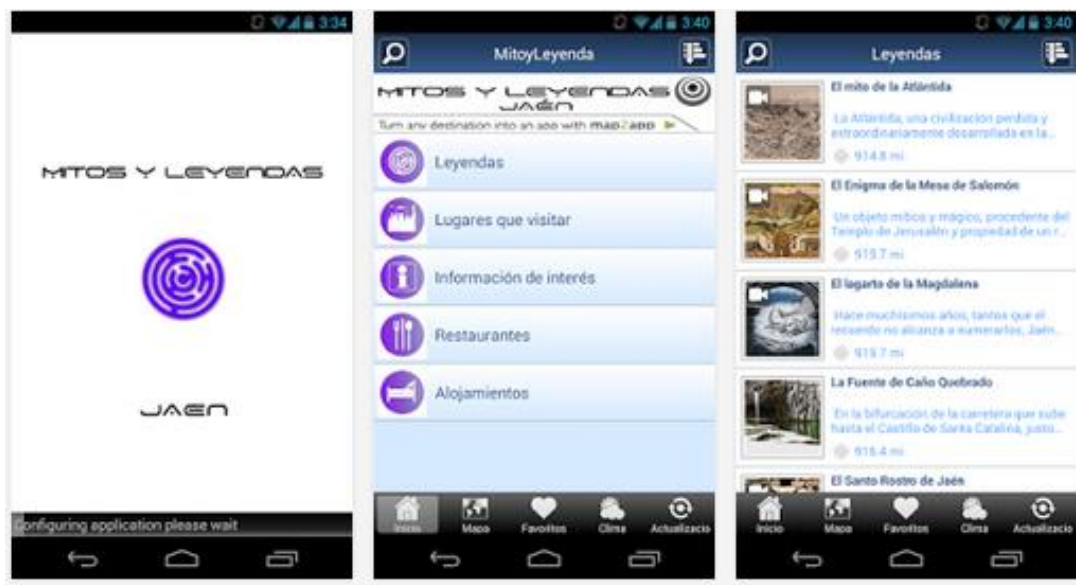 3:34
MITOS Y LEYENDAS
JAEN
Configuring application please wait
3:40
MitoyLeyenda
MITOS Y LEYENDAS
JAÉN
Turn any destination into an app with map2app
Leyendas
Lugares que visitar
Información de interés
Restaurantes
Alojamientos
Inicio
Mapa
Favoritos
Clima
Actualizacio
3:40
Leyendas
El mito de la Atlántida
La Atlántida, una civilización perdida y
extraordinariamente desarrollada en la...
914.8 mi
El Enigma de la Mesa de Salomón
Un objeto mítico y mágico, procedente del
Templo de Jerusalén y propiedad de un r...
919.7 mi
El lagarto de la Magdalena
Hace muchísimos años, tantos que el
recuerdo no alcanza a numerarlos, Jaén...
919.7 mi
La Fuente de Caño Quebrado
En la bifurcación de la carretera que sube
hasta el Castillo de Santa Catalina, justo...
918.4 mi
El Santo Rostro de Jaén
Inicio
Mapa
Favoritos
Clima
Actualizacio